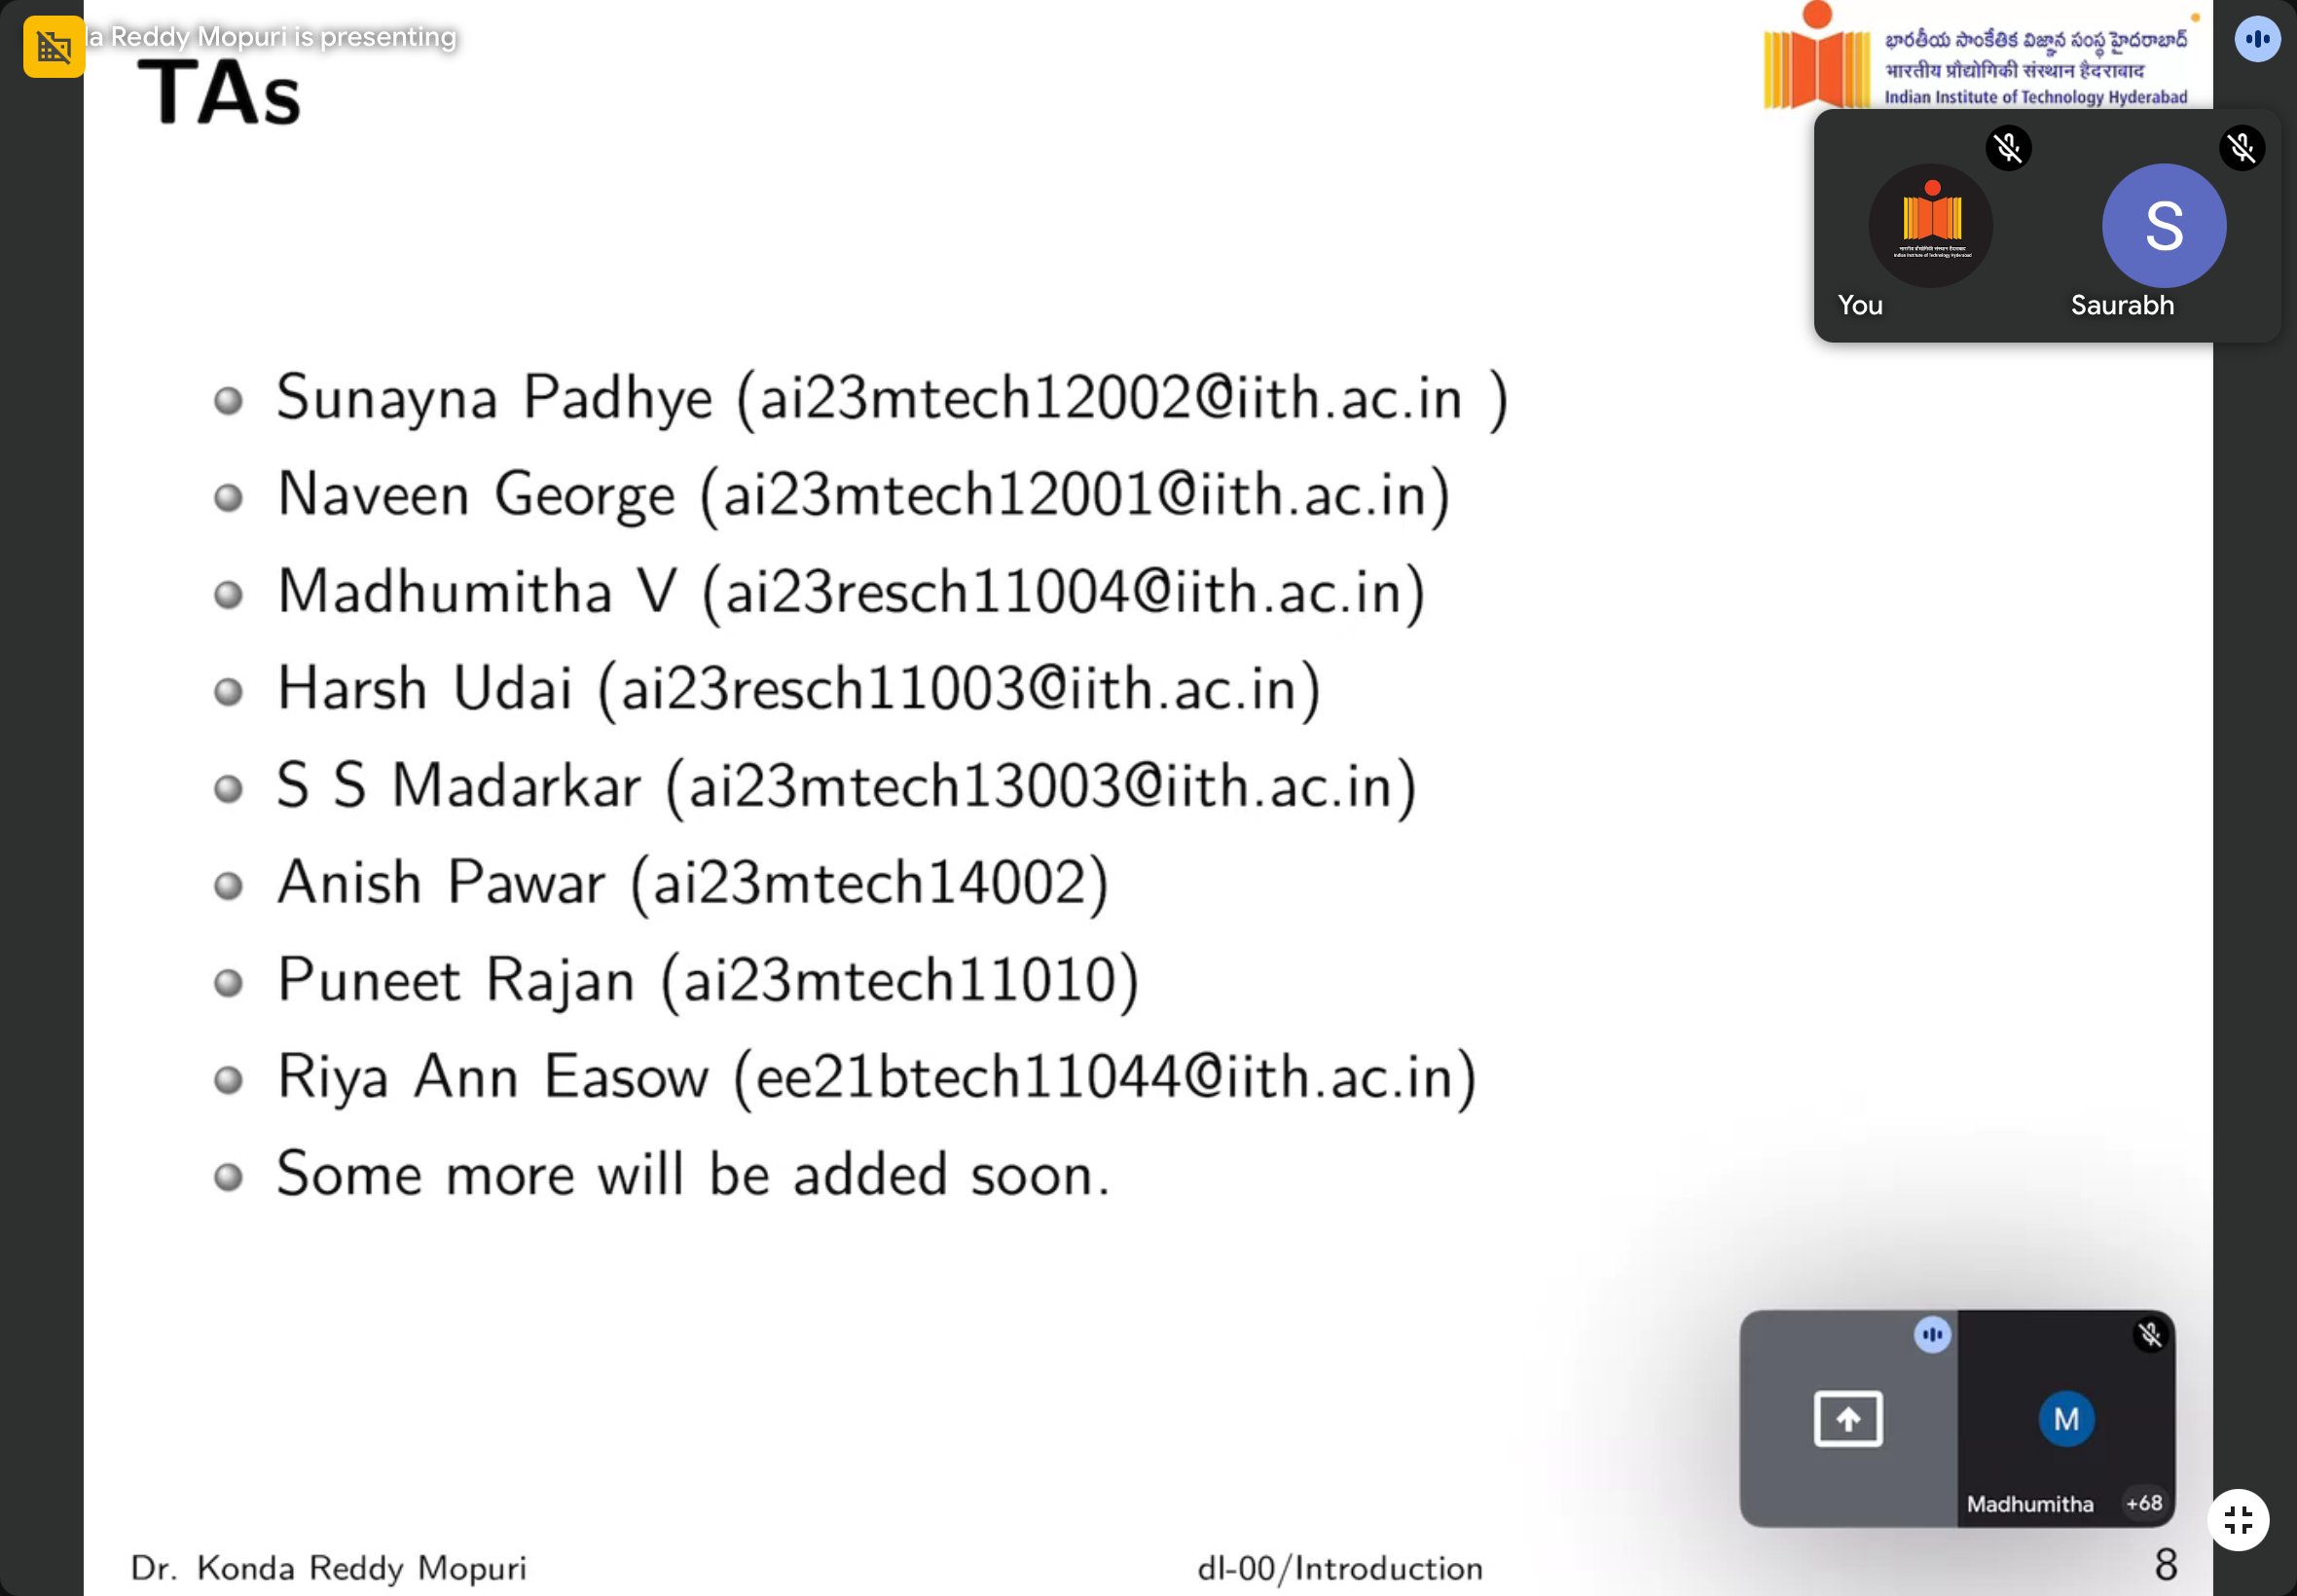 a Reddy Mopuri is presenting
TAs
భారతీయ సాంకేతిక విజ్ఞాన సంస్థ హైదరాబాద్
भारतीय प्रौद्योगिकी संस्थान हैदराबाद
Indian Institute of Technology Hyderabad
S
You
Saurabh
Sunayna Padhye (ai23mtech12002@iith.ac.in )
Naveen George (ai23mtech12001@iith.ac.in)
Madhumitha V (ai23resch11004@iith.ac.in)
Harsh Udai (ai23resch11003@iith.ac.in)
S S Madarkar (ai23mtech13003@iith.ac.in)
Anish Pawar (ai23mtech14002)
Puneet Rajan (ai23mtech11010)
Riya Ann Easow (ee21btech11044@iith.ac.in)
Some more will be added soon.
M
Madhumitha +68
Dr. Konda Reddy Mopuri
dl-00/Introduction
8